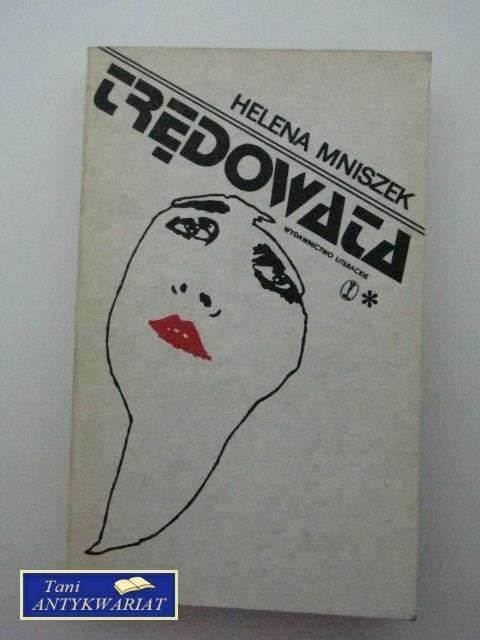 HELENA MNISZEK
TRĘDOWATA
WYDAWNICTWO LITERACKIE
*
Tani
ANTYKWARIAT